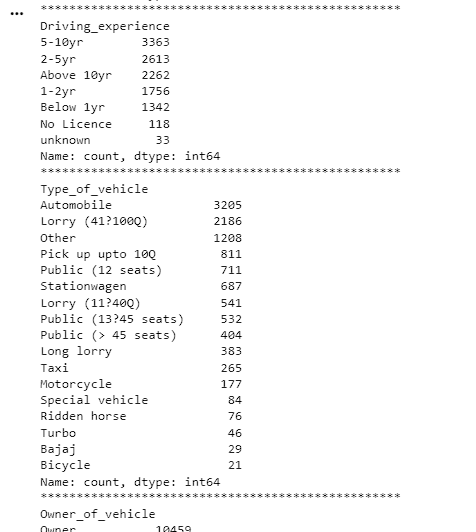 **************************************************
Driving_experience
5-10yr 3363
2-5yr 2613
Above 10yr 2262
1-2yr 1756
Below 1yr 1342
No Licence 118
unknown 33
Name: count, dtype: int64
**************************************************
Type_of_vehicle
Automobile 3205
Lorry (41?100Q) 2186
Other 1208
Pick up upto 10Q 811
Public (12 seats) 711
Stationwagen 687
Lorry (11?40Q) 541
Public (13?45 seats) 532
Public (> 45 seats) 404
Long lorry 383
Taxi 265
Motorcycle 177
Special vehicle 84
Ridden horse 76
Turbo 46
Bajaj 29
Bicycle 21
Name: count, dtype: int64
**************************************************
Owner_of_vehicle
Owner 10459